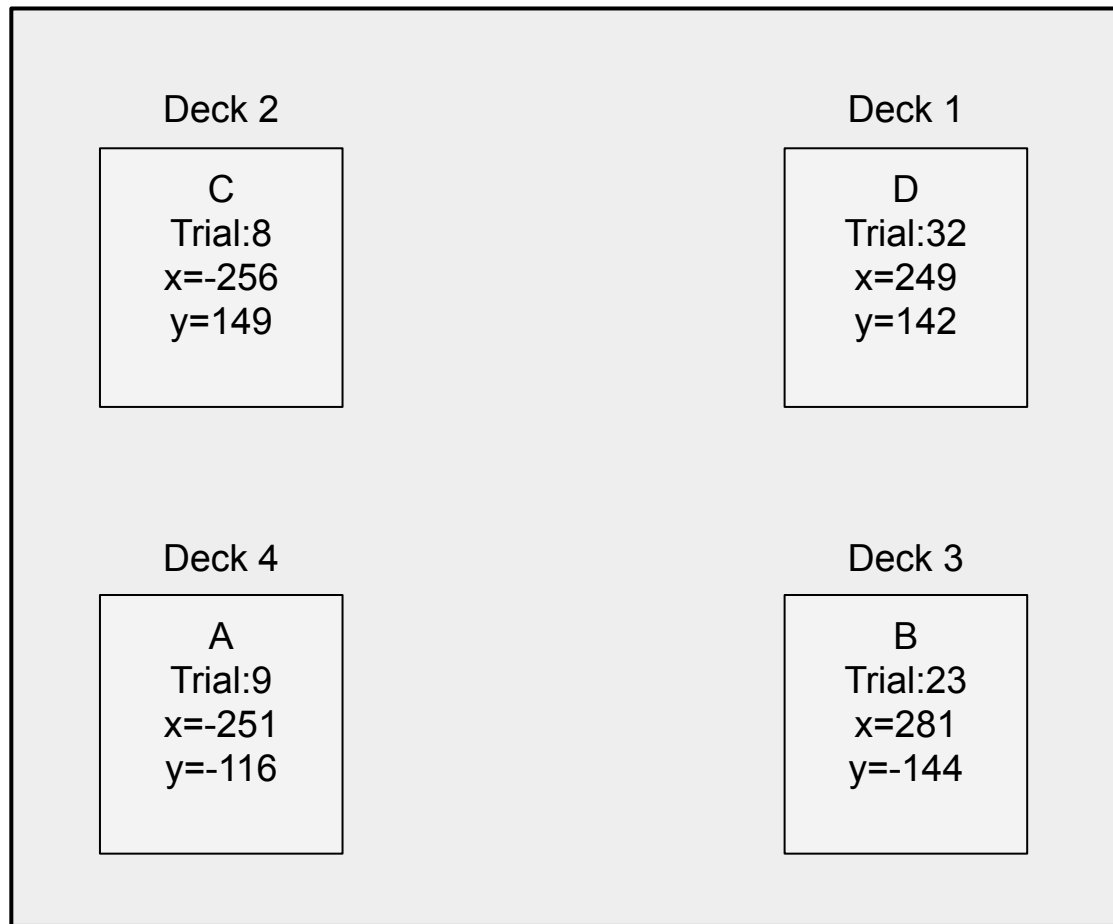 Deck 2
C
Trial:8
x=-256
y=149
Deck 1
D
Trial:32
x=249
y=142
Deck 4
A
Trial:9
x=-251
y=-116
Deck 3
B
Trial:23
x=281
y=-144